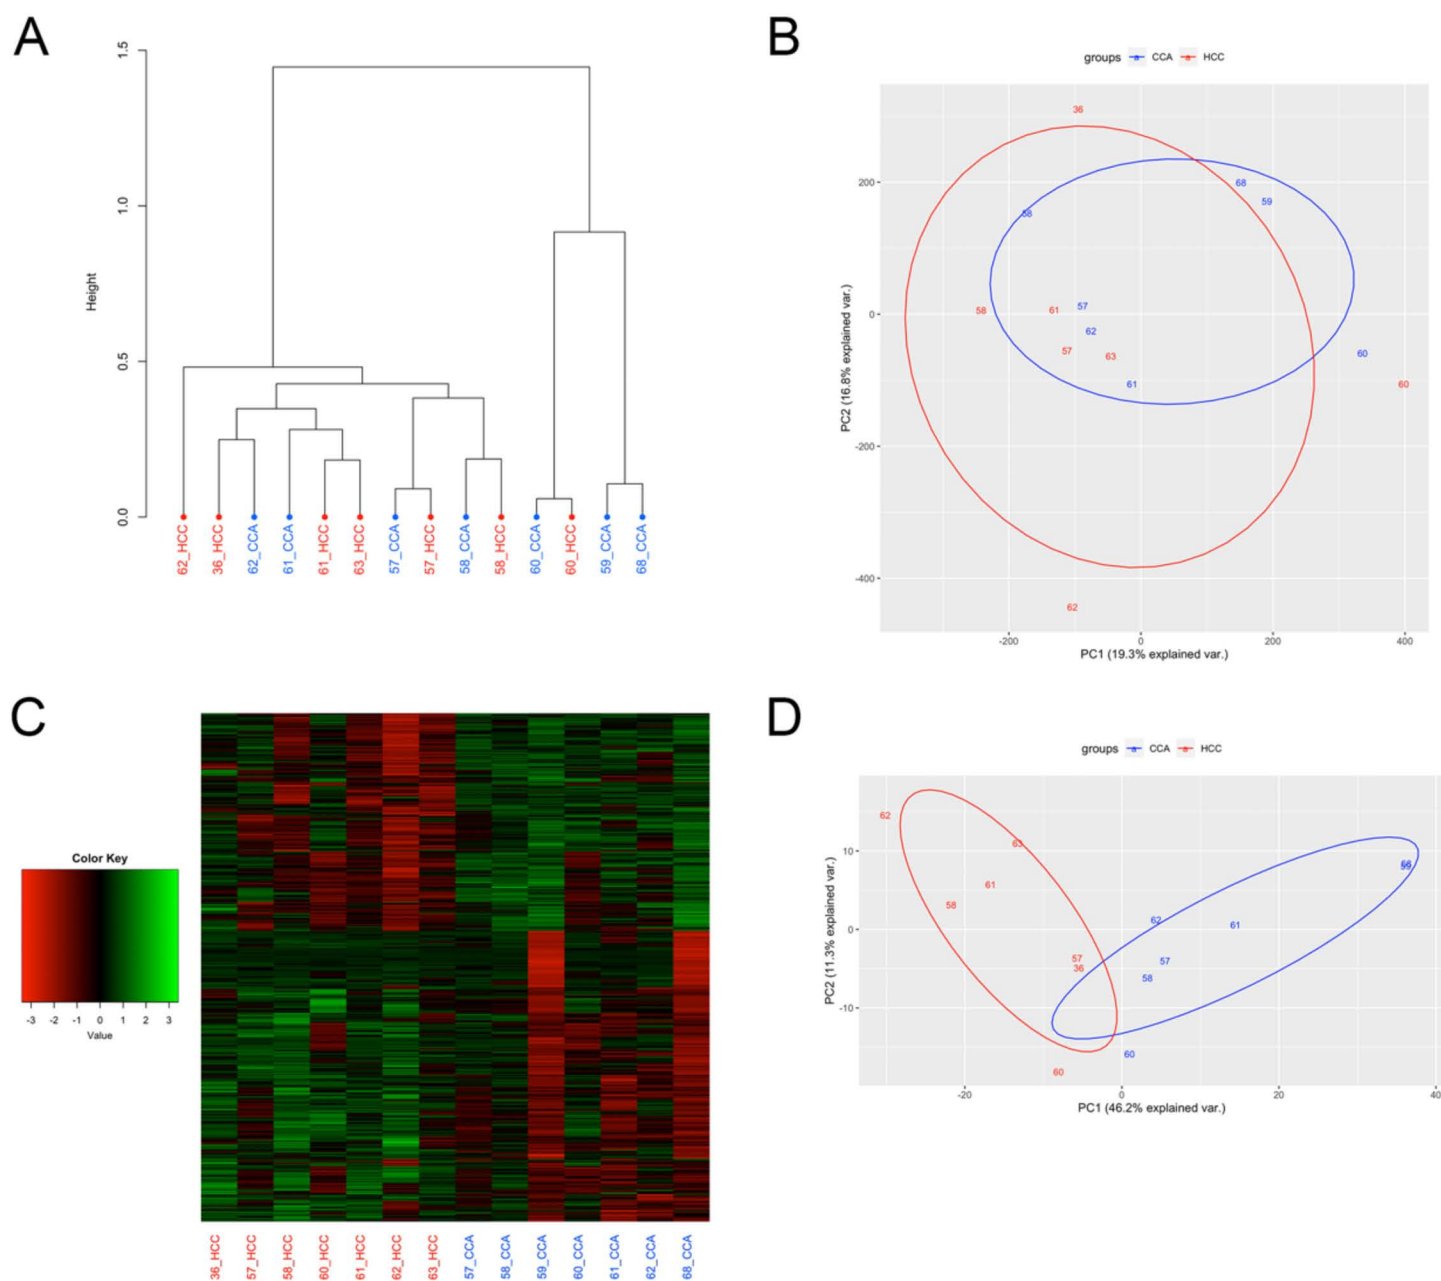 A
1.5
1.0
0.5
0.0
Height
62_HCC
36_HCC
62_CCA
61_CCA
61_HCC
63_HCC
57_CCA
57_HCC
58_CCA
58_HCC
60_CCA
60_HCC
59_CCA
68_CCA
B
groups CCA HCC
36
68
59
58
57
58
61
62
57
63
60
61
60
62
200
0
-200
-400
PC2 (16.8% explained var.)
-200 0 200 400
PC1 (19.3% explained var.)
C
Color Key
-3 -2 -1 0 1 2 3
Value
36_HCC
57_HCC
58_HCC
60_HCC
61_HCC
62_HCC
63_HCC
57_CCA
58_CCA
59_CCA
60_CCA
61_CCA
62_CCA
68_CCA
D
groups CCA HCC
62
63
61
58
62
61
57
36
57
58
60
60
10
0
-10
PC2 (11.3% explained var.)
-20 0 20 40
PC1 (46.2% explained var.)